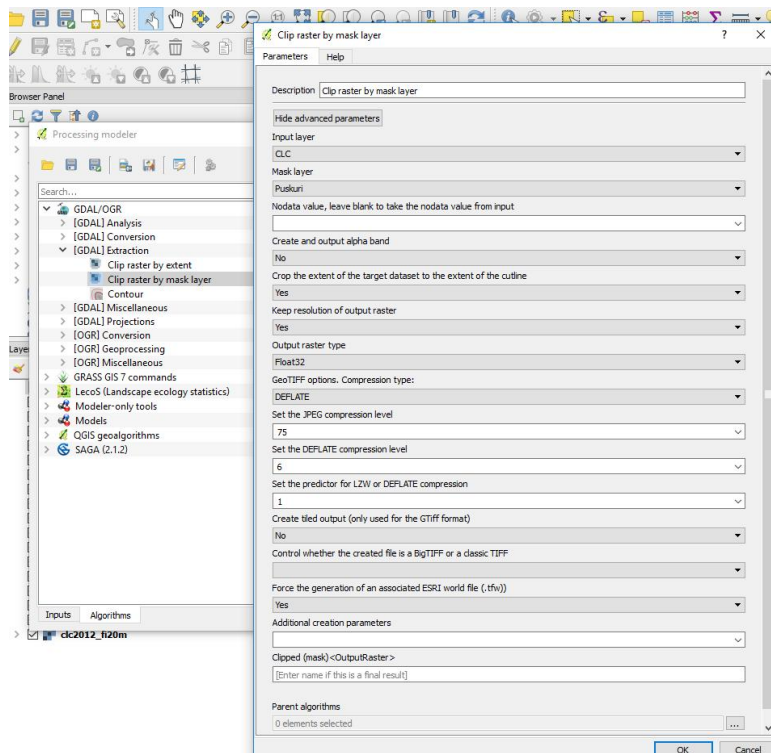 Browser Panel
Processing modeler
Search...
GDAL/OGR
[GDAL] Analysis
[GDAL] Conversion
[GDAL] Extraction
Clip raster by extent
Clip raster by mask layer
Contour
[GDAL] Miscellaneous
[GDAL] Projections
[OGR] Conversion
[OGR] Geoprocessing
[OGR] Miscellaneous
GRASS GIS 7 commands
LecoS (Landscape ecology statistics)
Modeler-only tools
Models
QGIS geoalgorithms
SAGA (2.1.2)
Inputs
Algorithms
Laye
clc2012_fi20m
Clip raster by mask layer
?
Parameters
Help
Description
Clip raster by mask layer
Hide advanced parameters
Input layer
CLC
Mask layer
Puskuri
Nodata value, leave blank to take the nodata value from input
Create and output alpha band
No
Crop the extent of the target dataset to the extent of the cutline
Yes
Keep resolution of output raster
Yes
Output raster type
Float32
GeoTIFF options. Compression type:
DEFLATE
Set the JPEG compression level
75
Set the DEFLATE compression level
6
Set the predictor for LZW or DEFLATE compression
1
Create tiled output (only used for the GTiff format)
No
Control whether the created file is a BigTIFF or a classic TIFF
Force the generation of an associated ESRI world file (.tfw))
Yes
Additional creation parameters
Clipped (mask)<OutputRaster>
[Enter name if this is a final result]
Parent algorithms
0 elements selected
...
OK
Cancel